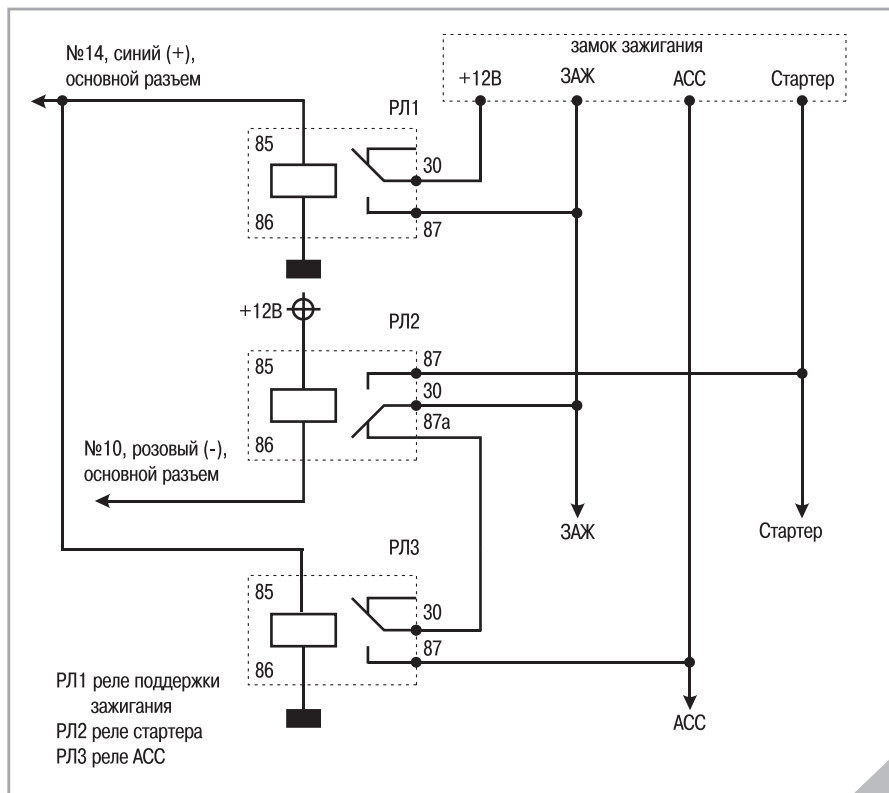 №14, синий (+),
основной разъем
замок зажигания
+12В
ЗАЖ
АСС
Стартер
РЛ1
85
30
86
87
+12В
РЛ2
85
87
30
87а
86
№10, розовый (-),
основной разъем
ЗАЖ
Стартер
РЛ3
85
30
87
86
АСС
РЛ1 реле поддержки
зажигания
РЛ2 реле стартера
РЛ3 реле АСС